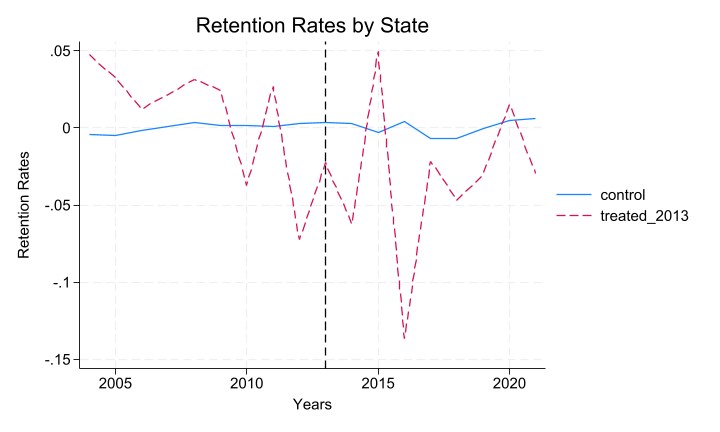 Retention Rates by State
.05
0
-.05
-.1
-.15
Retention Rates
2005
2010
2015
2020
Years
control
treated_2013